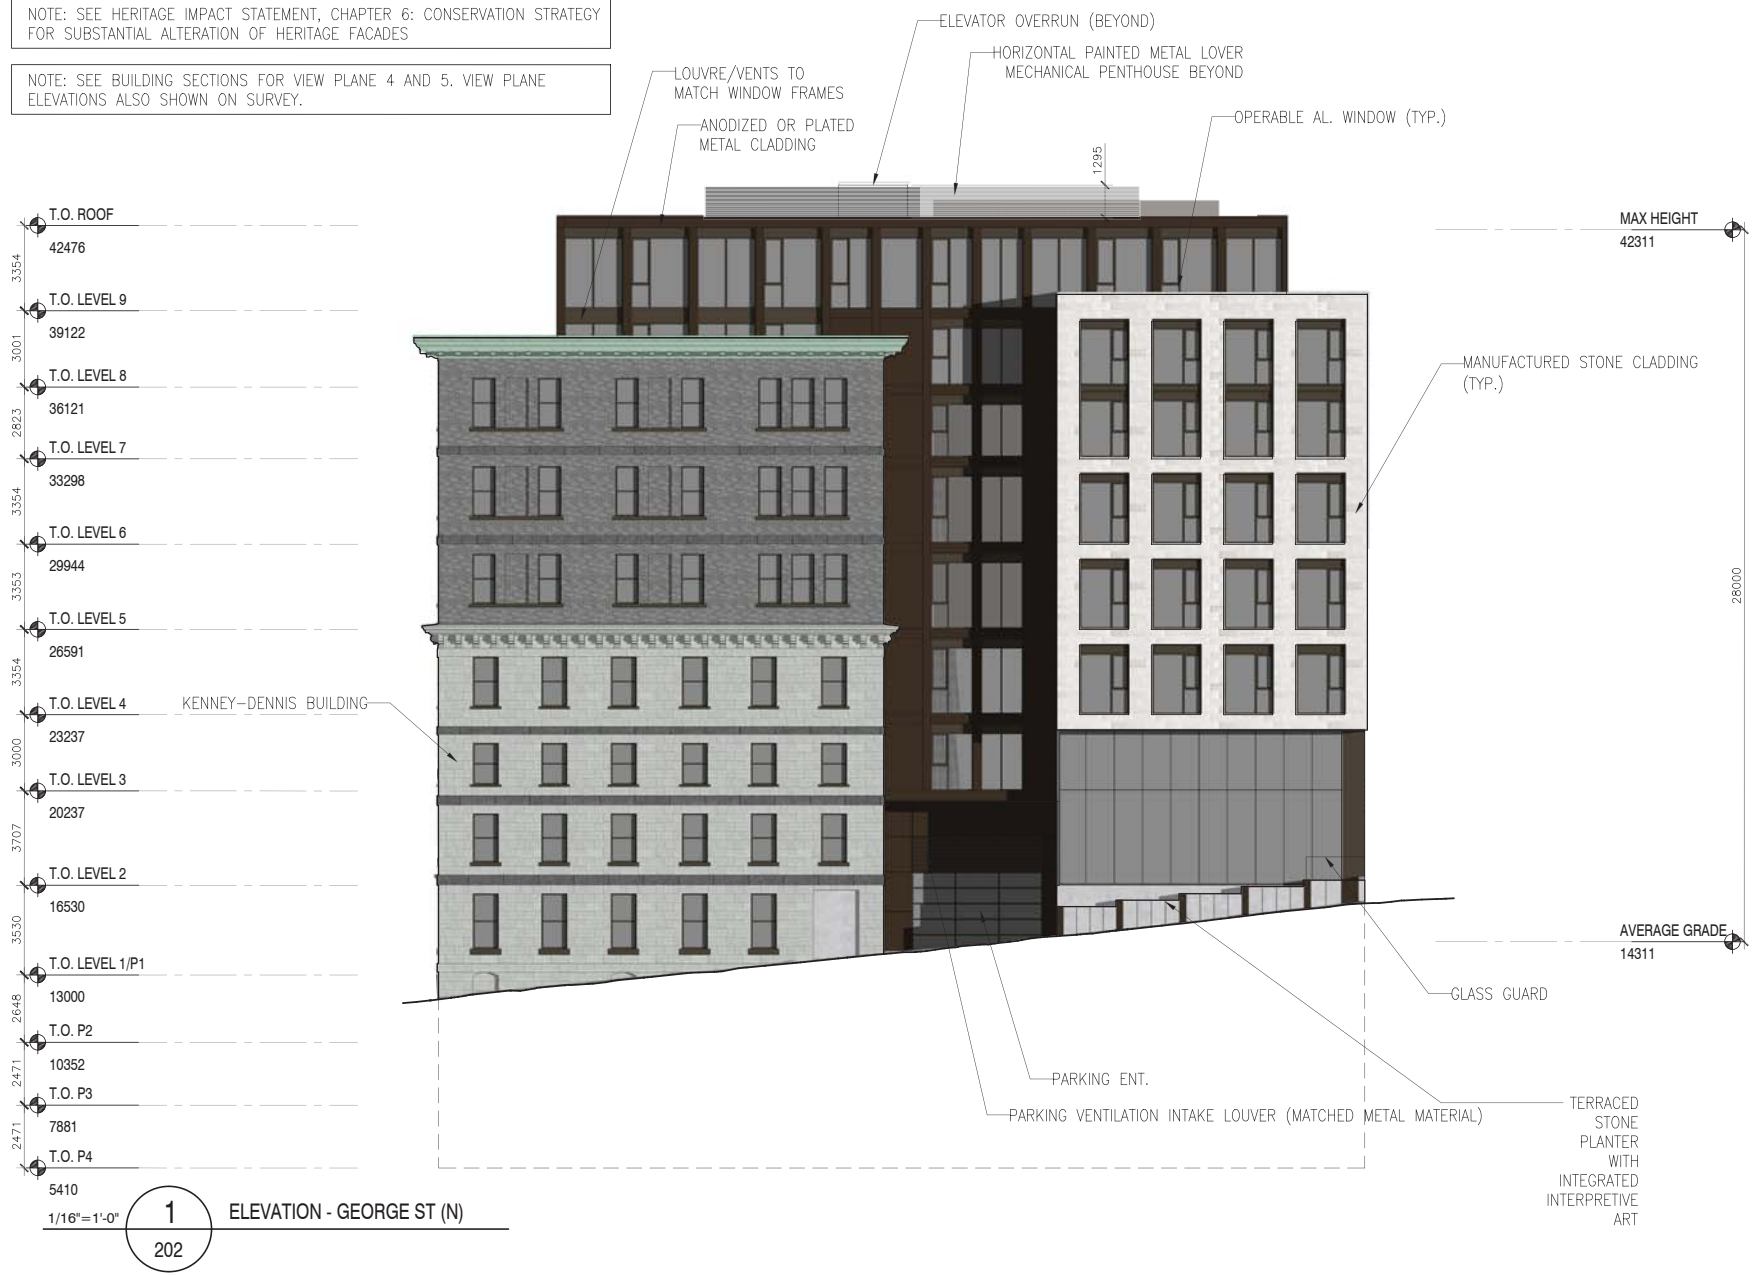 NOTE: SEE HERITAGE IMPACT STATEMENT, CHAPTER 6: CONSERVATION STRATEGY
FOR SUBSTANTIAL ALTERATION OF HERITAGE FACADES
NOTE: SEE BUILDING SECTIONS FOR VIEW PLANE 4 AND 5. VIEW PLANE
ELEVATIONS ALSO SHOWN ON SURVEY.
ELEVATOR OVERRUN (BEYOND)
HORIZONTAL PAINTED METAL LOVER
MECHANICAL PENTHOUSE BEYOND
LOUVRE/VENTS TO
MATCH WINDOW FRAMES
ANODIZED OR PLATED
METAL CLADDING
OPERABLE AL. WINDOW (TYP.)
1295
T.O. ROOF
42476
3354
T.O. LEVEL 9
39122
3001
T.O. LEVEL 8
36121
2823
T.O. LEVEL 7
33298
3354
T.O. LEVEL 6
29944
3353
T.O. LEVEL 5
26591
3354
T.O. LEVEL 4
23237
3000
T.O. LEVEL 3
20237
3707
T.O. LEVEL 2
16530
3530
T.O. LEVEL 1/P1
13000
2648
T.O. P2
10352
2471
T.O. P3
7881
2471
T.O. P4
5410
MAX HEIGHT
42311
MANUFACTURED STONE CLADDING
(TYP.)
28000
KENNEY-DENNIS BUILDING
AVERAGE GRADE
14311
GLASS GUARD
PARKING ENT.
PARKING VENTILATION INTAKE LOUVER (MATCHED METAL MATERIAL)
TERRACED
STONE
PLANTER
WITH
INTEGRATED
INTERPRETIVE
ART
1/16"=1'-0"
1
202
ELEVATION - GEORGE ST (N)